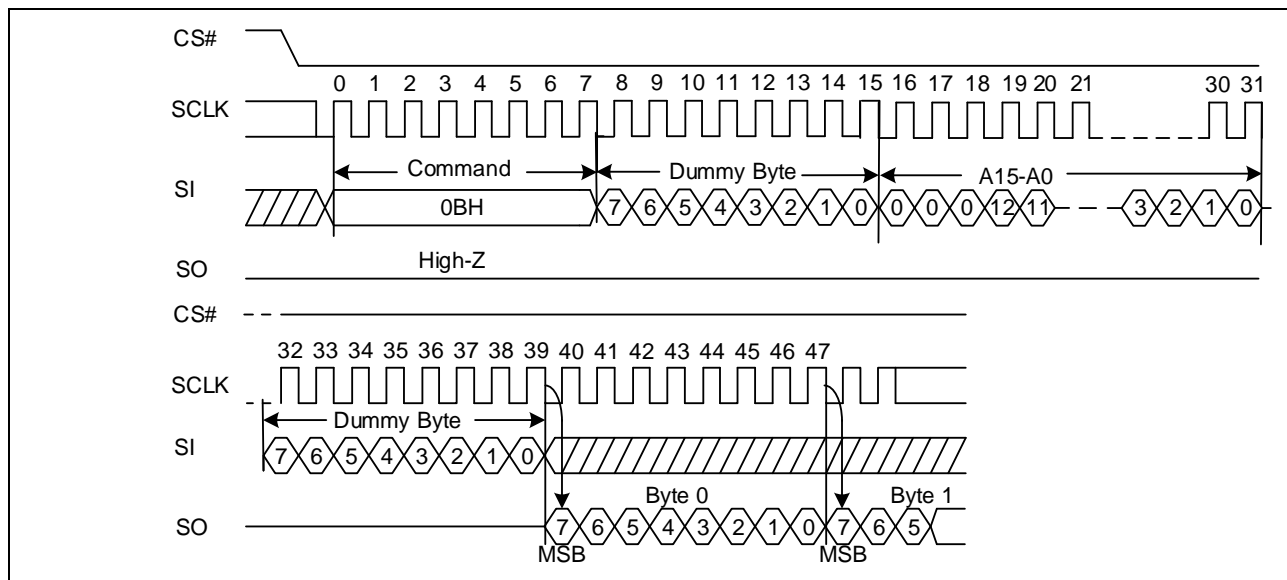 CS#
0 1 2 3 4 5 6 7 8 9 10 11 12 13 14 15 16 17 18 19 20 21 30 31
SCLK
Command Dummy Byte A15-A0
SI
0BH 7 6 5 4 3 2 1 0 0 0 0 12 11 3 2 1 0
High-Z
SO
CS#
32 33 34 35 36 37 38 39 40 41 42 43 44 45 46 47
SCLK
Dummy Byte
SI
7 6 5 4 3 2 1 0
Byte 0 Byte 1
SO
7 6 5 4 3 2 1 0 7 6 5
MSB MSB